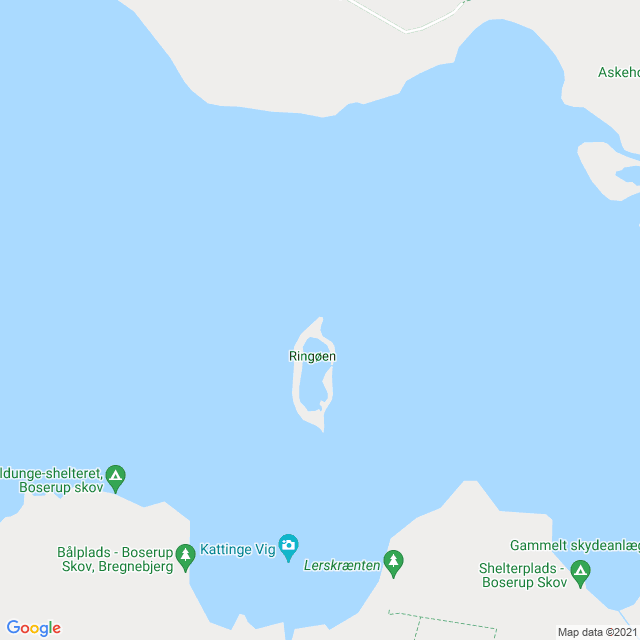 Askeho
Ringøen
ldunge-shelteret,
Boserup skov
Bålplads - Boserup
Skov, Bregnebjerg
Kattinge Vig
Lerskrænten
Gammelt skydeanlæg
Shelterplads -
Boserup Skov
Google
Map data ©2021